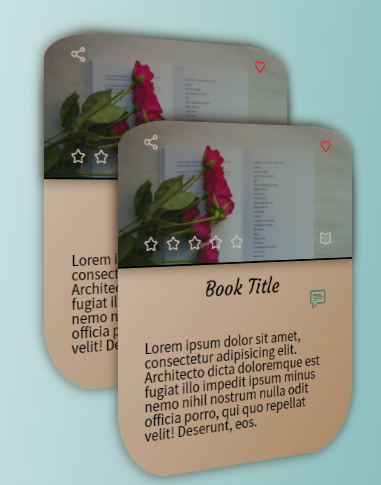 Lorem i
consect
Architec
fugiat ill
nemo n
officia p
velit! De
Book Title
Lorem ipsum dolor sit amet,
consectetur adipisicing elit.
Architecto dicta doloremque est
fugiat illo impedit ipsum minus
nemo nihil nostrum nulla odit
officia porro, qui quo repellat
velit! Deserunt, eos.